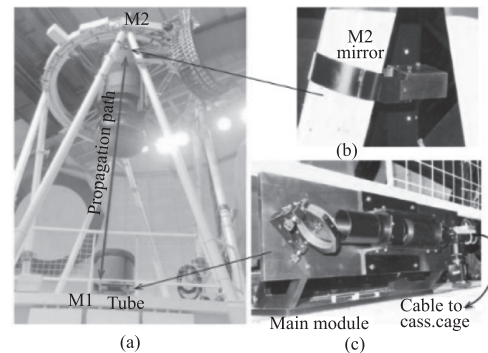 M2
Propagation path
M1
Tube
(a)
M2
mirror
(b)
Main module
Cable to
cass.cage
(c)